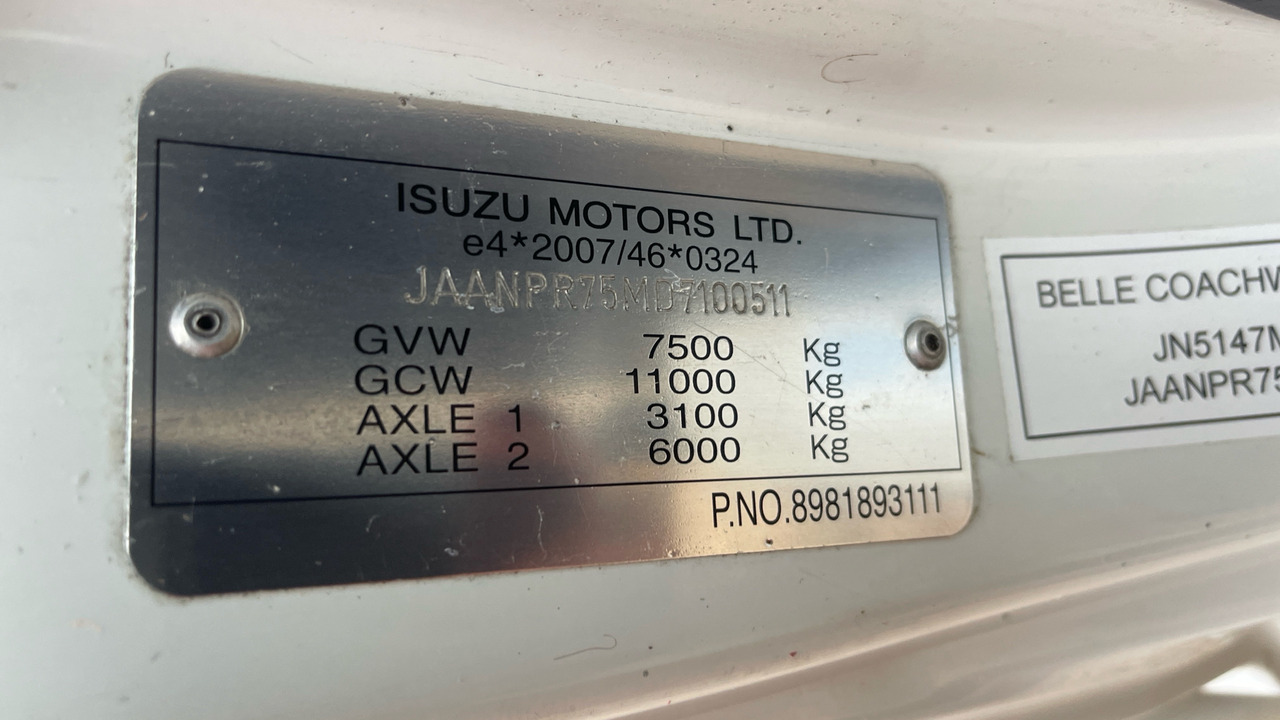 ISUZU MOTORS LTD.
e4*2007/46*0324
JAANPR75MD7100511
GVW 7500 Kg
GCW 11000 Kg
AXLE 1 3100 Kg
AXLE 2 6000 Kg
P.NO.8981893111
BELLE COACHW
JN5147M
JAANPR75